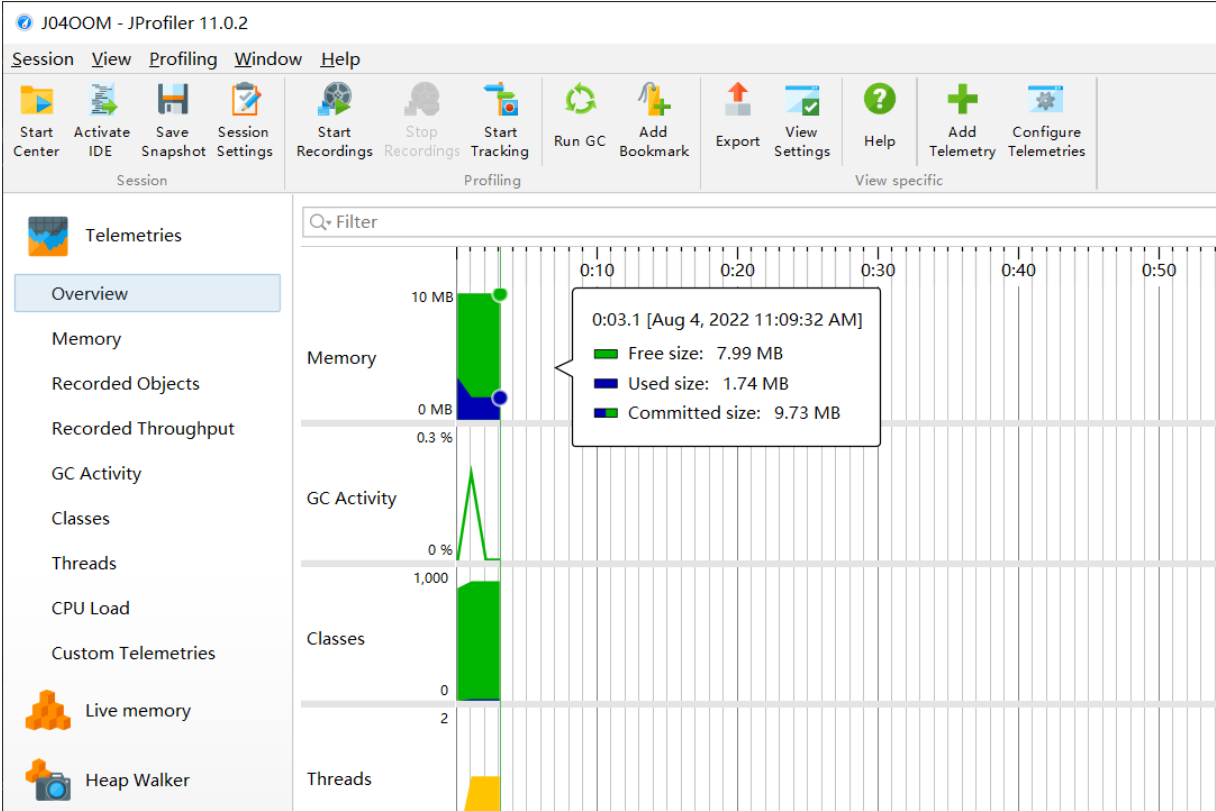 J04OOM - JProfiler 11.0.2
Session View Profiling Window Help
Start Center
Activate IDE
Save Snapshot
Session Settings
Start Recordings
Stop Recordings
Start Tracking
Run GC
Add Bookmark
Export
View Settings
Help
Add Telemetry
Configure Telemetries
Session
Profiling
View specific
Telemetries
Overview
Memory
Recorded Objects
Recorded Throughput
GC Activity
Classes
Threads
CPU Load
Custom Telemetries
Live memory
Heap Walker
Filter
0:10 0:20 0:30 0:40 0:50
10 MB
Memory
0 MB
0:03.1 [Aug 4, 2022 11:09:32 AM]
Free size: 7.99 MB
Used size: 1.74 MB
Committed size: 9.73 MB
0.3 %
GC Activity
0 %
1,000
Classes
0
2
Threads